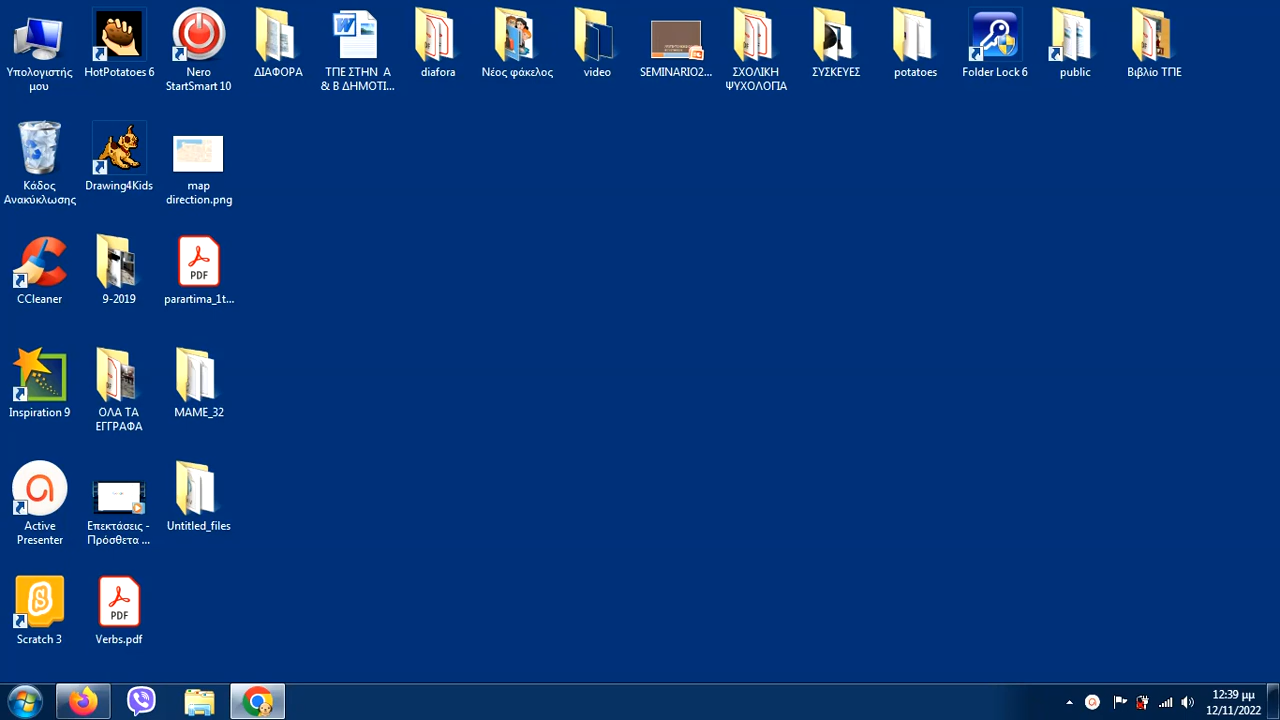 Υπολογιστής
μου
HotPotatoes 6
Nero
StartSmart 10
ΔΙΑΦΟΡΑ
ΤΠΕ ΣΤΗΝ Α
& Β ΔΗΜΟΤΙ...
diafora
Νέος φάκελος
video
SEMINARIO2...
ΣΧΟΛΙΚΗ
ΨΥΧΟΛΟΓΙΑ
ΣΥΣΚΕΥΕΣ
potatoes
Folder Lock 6
public
Βιβλίο ΤΠΕ
Κάδος
Ανακύκλωσης
Drawing4Kids
map
direction.png
CCleaner
9-2019
PDF
parartima_1t...
Inspiration 9
ΟΛΑ ΤΑ
ΕΓΓΡΑΦΑ
MAME_32
Active
Presenter
Επεκτάσεις -
Πρόσθετα ...
Untitled_files
Scratch 3
PDF
Verbs.pdf
12:39 μμ
12/11/2022